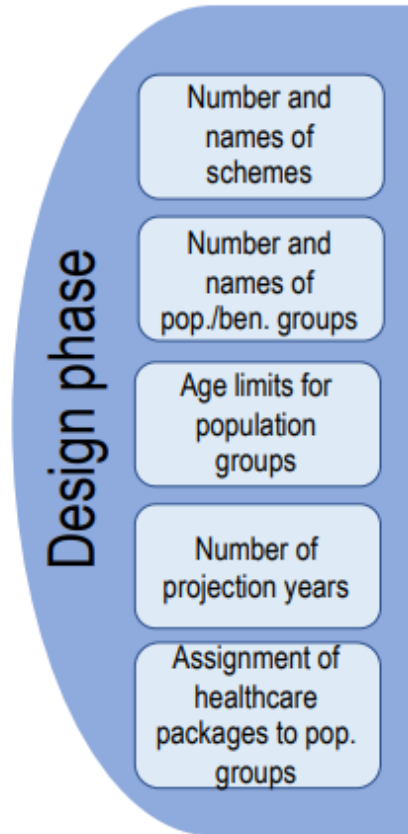 Design phase
Number and
names of
schemes
Number and
names of
pop./ben. groups
Age limits for
population
groups
Number of
projection years
Assignment of
healthcare
packages to pop.
groups